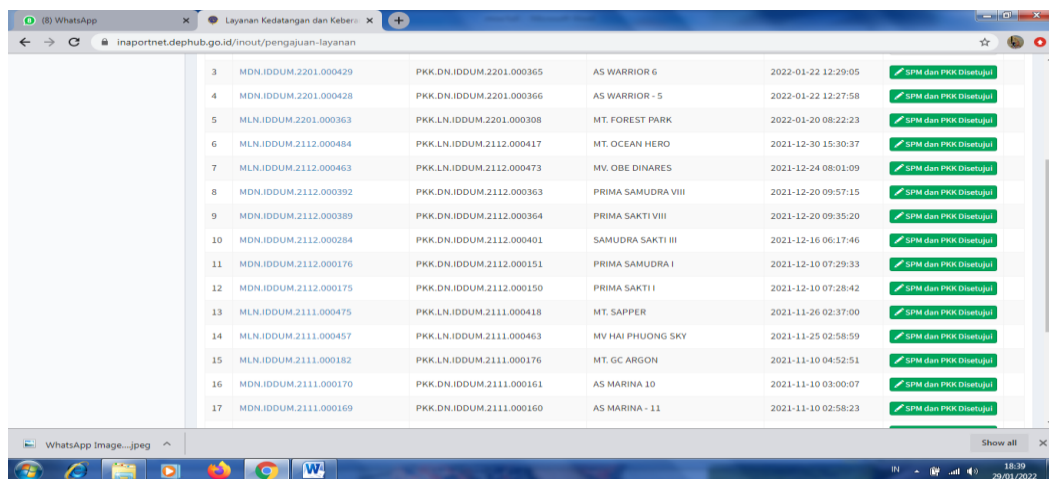 (8) WhatsApp
Layanan Kedatangan dan Kebera
inaportnet.dephub.go.id/inout/pengajuan-layanan
3 MDN.IDDUM.2201.000429 PKK.DN.IDDUM.2201.000365 AS WARRIOR 6 2022-01-22 12:29:05 SPM dan PKK Disetujui
4 MDN.IDDUM.2201.000428 PKK.DN.IDDUM.2201.000366 AS WARRIOR - 5 2022-01-22 12:27:58 SPM dan PKK Disetujui
5 MLN.IDDUM.2201.000363 PKK.LN.IDDUM.2201.000308 MT. FOREST PARK 2022-01-20 08:22:23 SPM dan PKK Disetujui
6 MLN.IDDUM.2112.000484 PKK.LN.IDDUM.2112.000417 MT. OCEAN HERO 2021-12-30 15:30:37 SPM dan PKK Disetujui
7 MLN.IDDUM.2112.000463 PKK.LN.IDDUM.2112.000473 MV. OBE DINARES 2021-12-24 08:01:09 SPM dan PKK Disetujui
8 MDN.IDDUM.2112.000392 PKK.DN.IDDUM.2112.000363 PRIMA SAMUDRA VIII 2021-12-20 09:57:15 SPM dan PKK Disetujui
9 MDN.IDDUM.2112.000389 PKK.DN.IDDUM.2112.000364 PRIMA SAKTI VIII 2021-12-20 09:35:20 SPM dan PKK Disetujui
10 MDN.IDDUM.2112.000284 PKK.DN.IDDUM.2112.000401 SAMUDRA SAKTI III 2021-12-16 06:17:46 SPM dan PKK Disetujui
11 MDN.IDDUM.2112.000176 PKK.DN.IDDUM.2112.000151 PRIMA SAMUDRA I 2021-12-10 07:29:33 SPM dan PKK Disetujui
12 MDN.IDDUM.2112.000175 PKK.DN.IDDUM.2112.000150 PRIMA SAKTI I 2021-12-10 07:28:42 SPM dan PKK Disetujui
13 MLN.IDDUM.2111.000475 PKK.LN.IDDUM.2111.000418 MT. SAPPER 2021-11-26 02:37:00 SPM dan PKK Disetujui
14 MLN.IDDUM.2111.000457 PKK.LN.IDDUM.2111.000463 MV HAI PHUONG SKY 2021-11-25 02:58:59 SPM dan PKK Disetujui
15 MLN.IDDUM.2111.000182 PKK.LN.IDDUM.2111.000176 MT. GC ARGON 2021-11-10 04:52:51 SPM dan PKK Disetujui
16 MDN.IDDUM.2111.000170 PKK.DN.IDDUM.2111.000161 AS MARINA 10 2021-11-10 03:00:07 SPM dan PKK Disetujui
17 MDN.IDDUM.2111.000169 PKK.DN.IDDUM.2111.000160 AS MARINA - 11 2021-11-10 02:58:23 SPM dan PKK Disetujui
WhatsApp Image....jpeg Show all
IN 18:39
29/01/2022